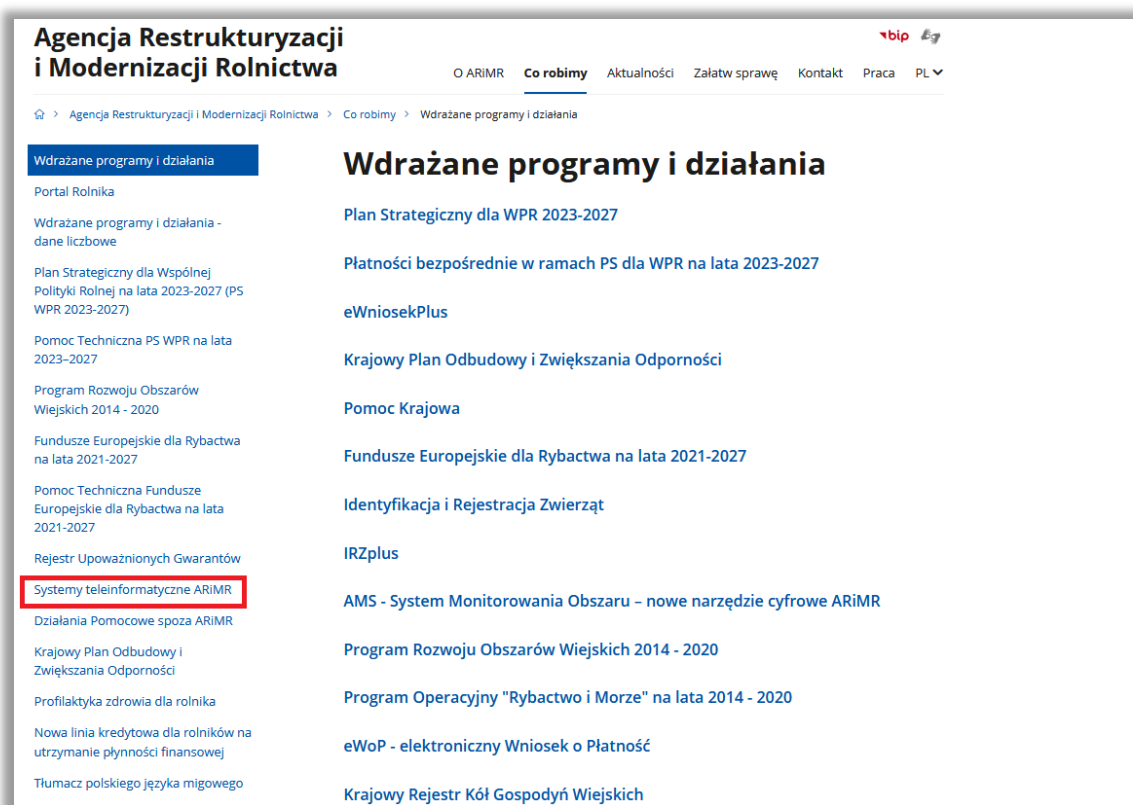 Agencja Restrukturyzacji
i Modernizacji Rolnictwa
bip
O ARiMR Co robimy Aktualności Załatw sprawę Kontakt Praca PL
Agencja Restrukturyzacji i Modernizacji Rolnictwa > Co robimy > Wdrażane programy i działania
Wdrażane programy i działania
Portal Rolnika
Wdrażane programy i działania -
dane liczbowe
Plan Strategiczny dla Wspólnej
Polityki Rolnej na lata 2023-2027 (PS
WPR 2023-2027)
Pomoc Techniczna PS WPR na lata
2023–2027
Program Rozwoju Obszarów
Wiejskich 2014 - 2020
Fundusze Europejskie dla Rybactwa
na lata 2021-2027
Pomoc Techniczna Fundusze
Europejskie dla Rybactwa na lata
2021-2027
Rejestr Upoważnionych Gwarantów
Systemy teleinformatyczne ARiMR
Działania Pomocowe spoza ARiMR
Krajowy Plan Odbudowy i
Zwiększania Odporności
Profilaktyka zdrowia dla rolnika
Nowa linia kredytowa dla rolników na
utrzymanie płynności finansowej
Tłumacz polskiego języka migowego
Wdrażane programy i działania
Plan Strategiczny dla WPR 2023-2027
Płatności bezpośrednie w ramach PS dla WPR na lata 2023-2027
eWniosekPlus
Krajowy Plan Odbudowy i Zwiększania Odporności
Pomoc Krajowa
Fundusze Europejskie dla Rybactwa na lata 2021-2027
Identyfikacja i Rejestracja Zwierząt
IRZplus
AMS - System Monitorowania Obszaru – nowe narzędzie cyfrowe ARiMR
Program Rozwoju Obszarów Wiejskich 2014 - 2020
Program Operacyjny "Rybactwo i Morze" na lata 2014 - 2020
eWoP - elektroniczny Wniosek o Płatność
Krajowy Rejestr Kół Gospodyń Wiejskich